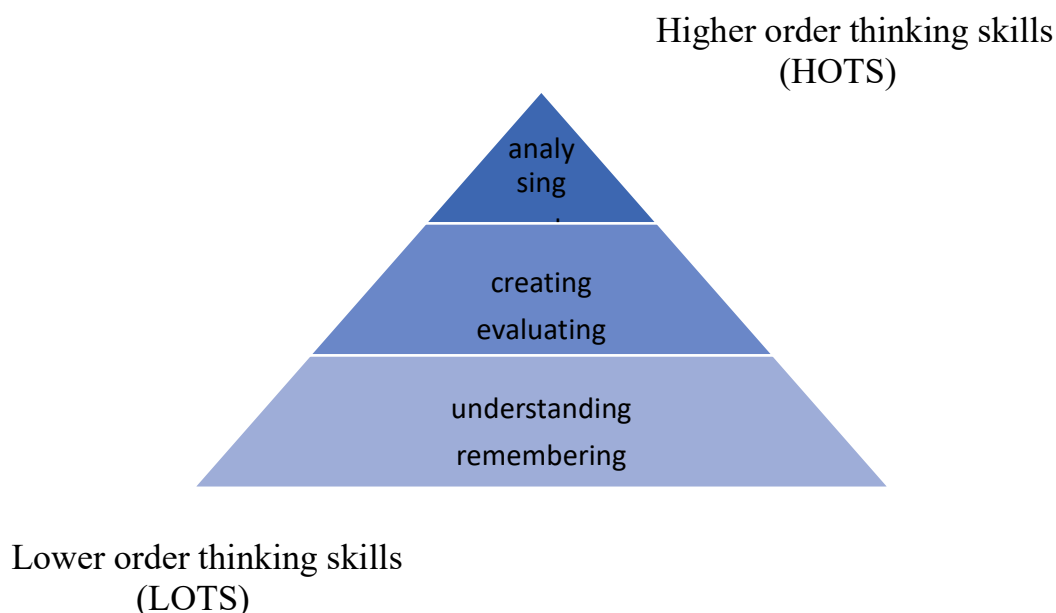 Higher order thinking skills
(HOTS)
analy
sing
creating
evaluating
understanding
remembering
Lower order thinking skills
(LOTS)